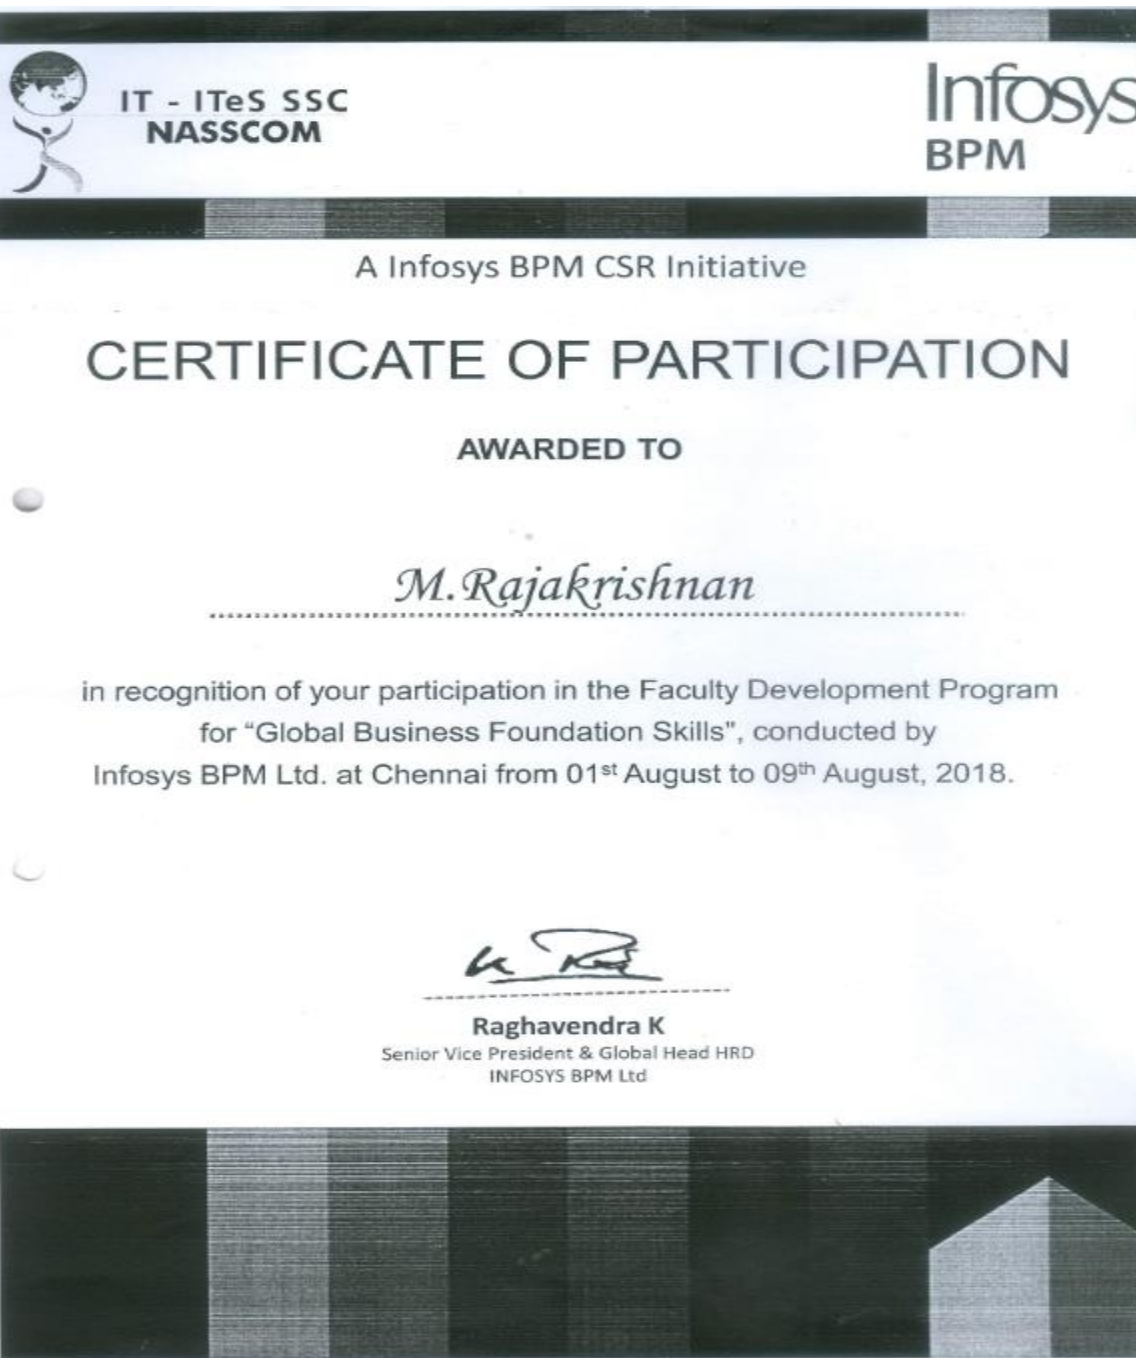 IT - ITeS SSC
NASSCOM
Infosys
BPM
A Infosys BPM CSR Initiative
CERTIFICATE OF PARTICIPATION
AWARDED TO
M.Rajakrishnan
in recognition of your participation in the Faculty Development Program
for “Global Business Foundation Skills", conducted by
Infosys BPM Ltd. at Chennai from 01st August to 09th August, 2018.
Raghavendra K
Senior Vice President & Global Head HRD
INFOSYS BPM Ltd